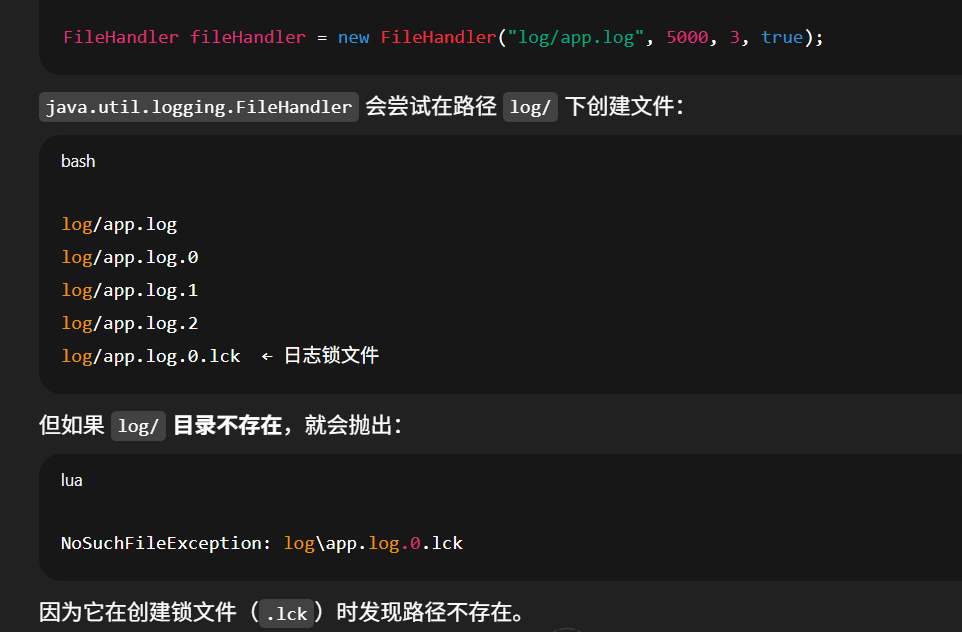 FileHandler fileHandler = new FileHandler("log/app.log", 5000, 3, true);
java.util.logging.FileHandler 会尝试在路径 log/ 下创建文件：
bash
log/app.log
log/app.log.0
log/app.log.1
log/app.log.2
log/app.log.0.lck ← 日志锁文件
但如果 log/ 目录不存在，就会抛出：
lua
NoSuchFileException: log\app.log.0.lck
因为它在创建锁文件（.lck）时发现路径不存在。